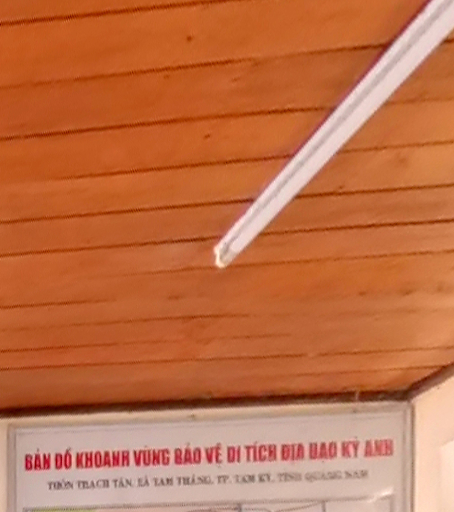 BẢN ĐỒ KHOANH VÙNG BẢO VỆ DI TÍCH ĐỊA ĐẠO KỲ ANH
THÔN THẠCH TÂN, XÃ TAM THĂNG, TP. TAM KỲ, TỈNH QUẢNG NAM